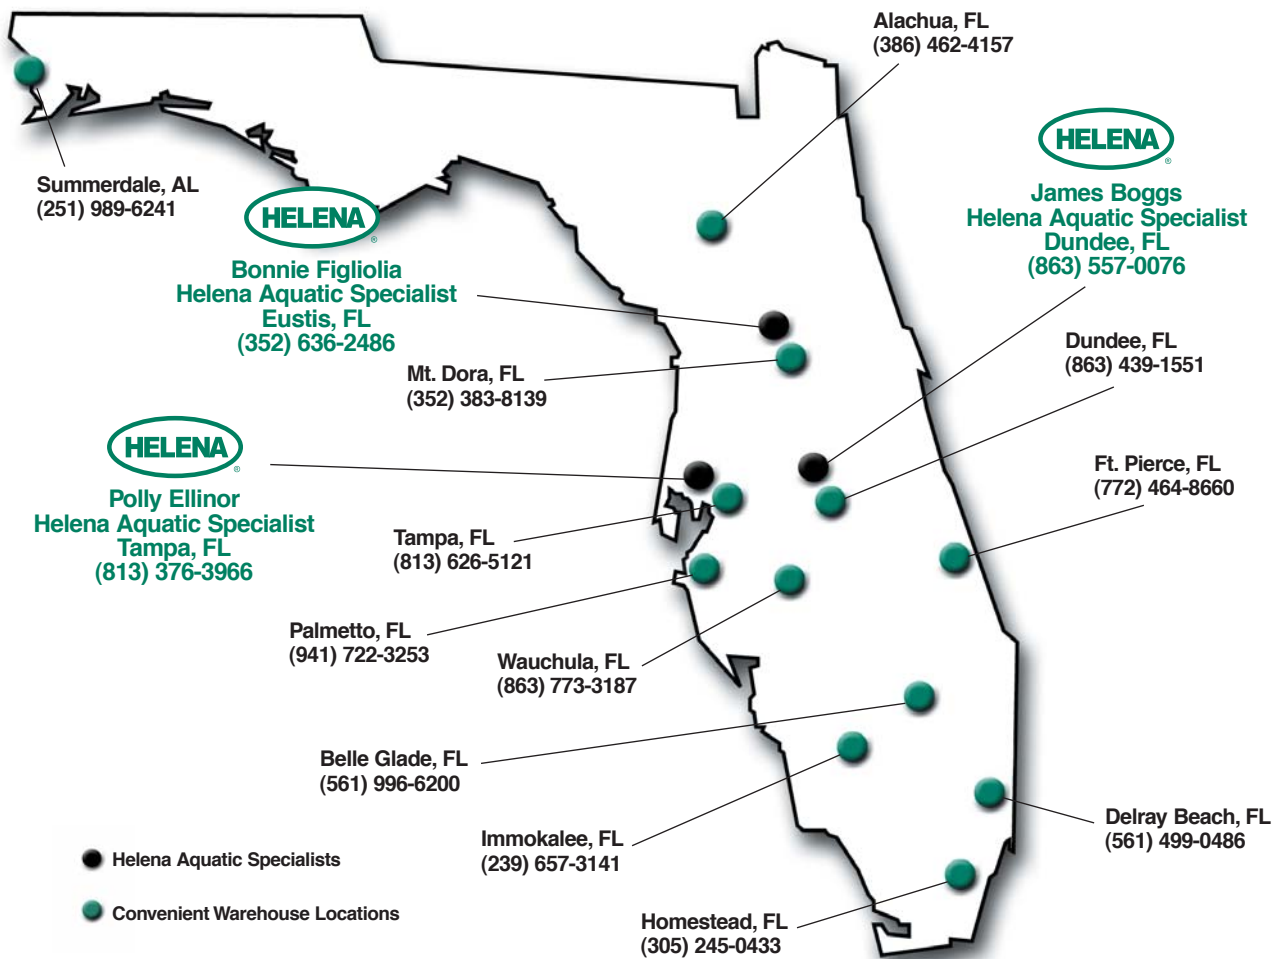 Alachua, FL
(386) 462-4157
HELENA
®
James Boggs
Helena Aquatic Specialist
Dundee, FL
(863) 557-0076
Summerdale, AL
(251) 989-6241
HELENA
®
Bonnie Figliolia
Helena Aquatic Specialist
Eustis, FL
(352) 636-2486
Dundee, FL
(863) 439-1551
Mt. Dora, FL
(352) 383-8139
HELENA
®
Polly Ellinor
Helena Aquatic Specialist
Tampa, FL
(813) 376-3966
Ft. Pierce, FL
(772) 464-8660
Tampa, FL
(813) 626-5121
Palmetto, FL
(941) 722-3253
Wauchula, FL
(863) 773-3187
Belle Glade, FL
(561) 996-6200
Delray Beach, FL
(561) 499-0486
Immokalee, FL
(239) 657-3141
Homestead, FL
(305) 245-0433
Helena Aquatic Specialists
Convenient Warehouse Locations